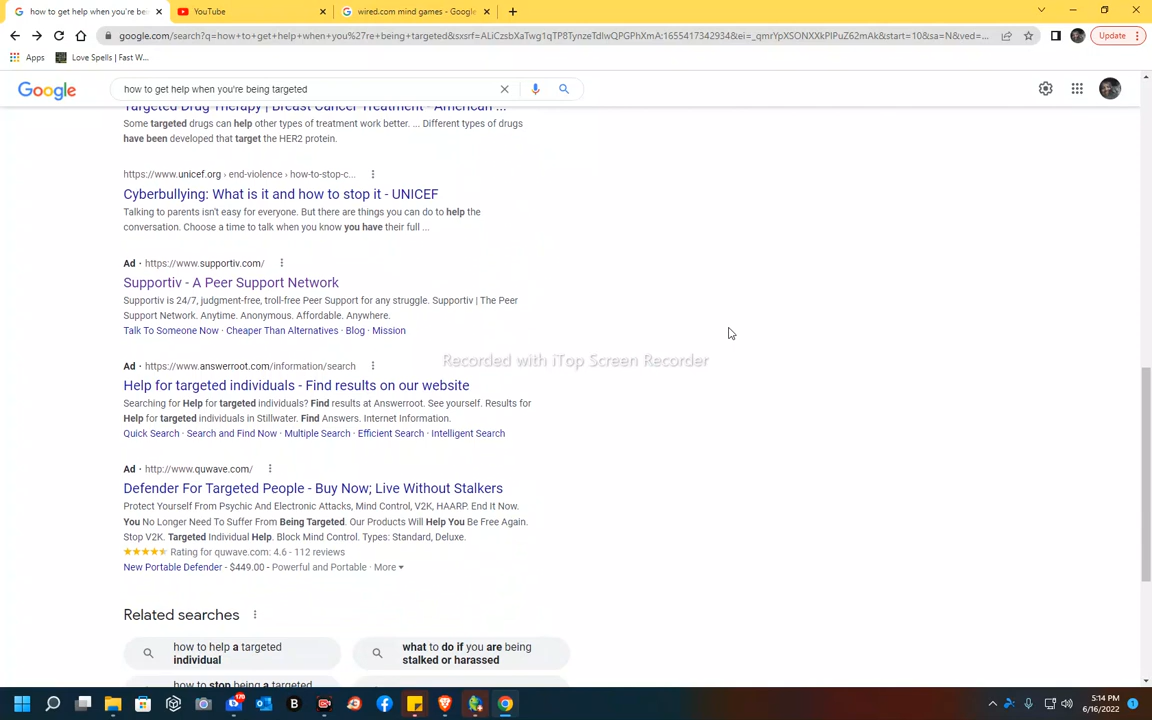 how to get help when you're be
YouTube
wired.com mind games - Google
google.com/search?q=how+to+get+help+when+you%27re+being+targeted&sxsrf=ALiCzsbXaTwg1qTP8TynzeTdlwQPGPhXmA:1655417342934&ei=_qmrYpXSONXXkPIPuZ62mAk&start=10&sa=N&ved=...
Update
Apps
Love Spells | Fast W...
Google
how to get help when you're being targeted
Targeted Drug Therapy | Breast Cancer Treatment - American ...
Some targeted drugs can help other types of treatment work better. ... Different types of drugs
have been developed that target the HER2 protein.
https://www.unicef.org › end-violence › how-to-stop-c...
Cyberbullying: What is it and how to stop it - UNICEF
Talking to parents isn't easy for everyone. But there are things you can do to help the
conversation. Choose a time to talk when you know you have their full ...
Ad · https://www.supportiv.com/
Supportiv - A Peer Support Network
Supportiv is 24/7, judgment-free, troll-free Peer Support for any struggle. Supportiv | The Peer
Support Network. Anytime. Anonymous. Affordable. Anywhere.
Talk To Someone Now · Cheaper Than Alternatives · Blog · Mission
Recorded with iTop Screen Recorder
Ad · https://www.answerroot.com/information/search
Help for targeted individuals - Find results on our website
Searching for Help for targeted individuals? Find results at Answerroot. See yourself. Results for
Help for targeted individuals in Stillwater. Find Answers. Internet Information.
Quick Search · Search and Find Now · Multiple Search · Efficient Search · Intelligent Search
Ad · http://www.quwave.com/
Defender For Targeted People - Buy Now; Live Without Stalkers
Protect Yourself From Psychic And Electronic Attacks, Mind Control, V2K, HAARP. End It Now.
You No Longer Need To Suffer From Being Targeted. Our Products Will Help You Be Free Again.
Stop V2K. Targeted Individual Help. Block Mind Control. Types: Standard, Deluxe.
Rating for quwave.com: 4.6 - 112 reviews
New Portable Defender - $449.00 - Powerful and Portable · More
Related searches
how to help a targeted
individual
what to do if you are being
stalked or harassed
how to stop being a targeted
170
B
5:14 PM
6/16/2022
1